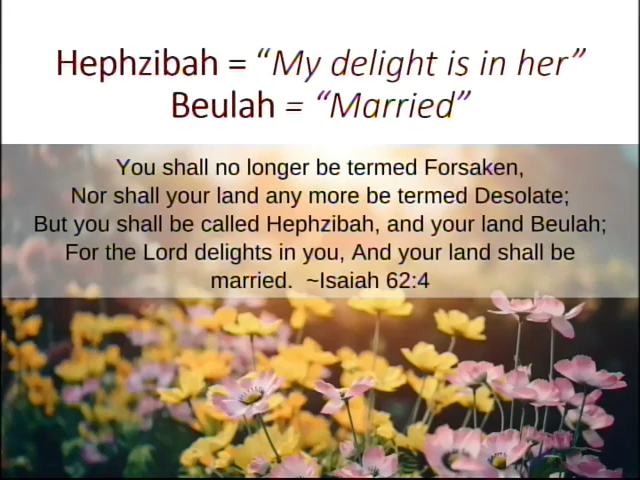 Hephzibah = “My delight is in her”
Beulah = “Married”
You shall no longer be termed Forsaken,
Nor shall your land any more be termed Desolate;
But you shall be called Hephzibah, and your land Beulah;
For the Lord delights in you, And your land shall be
married.  ~Isaiah 62:4